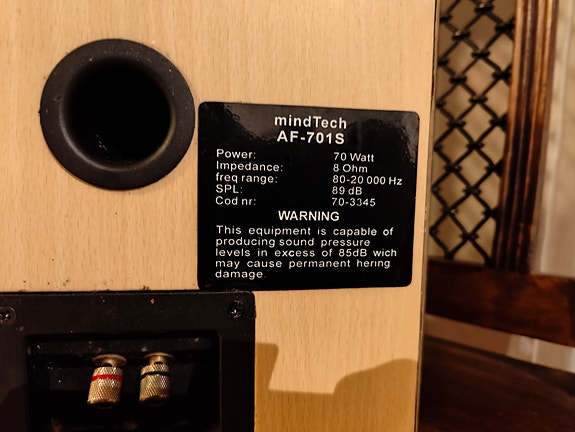 mindTech
AF-701S
Power: 70 Watt
Impedance: 8 Ohm
freq range: 80-20 000 Hz
SPL: 89 dB
Cod nr: 70-3345
WARNING
This equipment is capable of
producing sound pressure
levels in excess of 85dB wich
may cause permanent hering
damage.